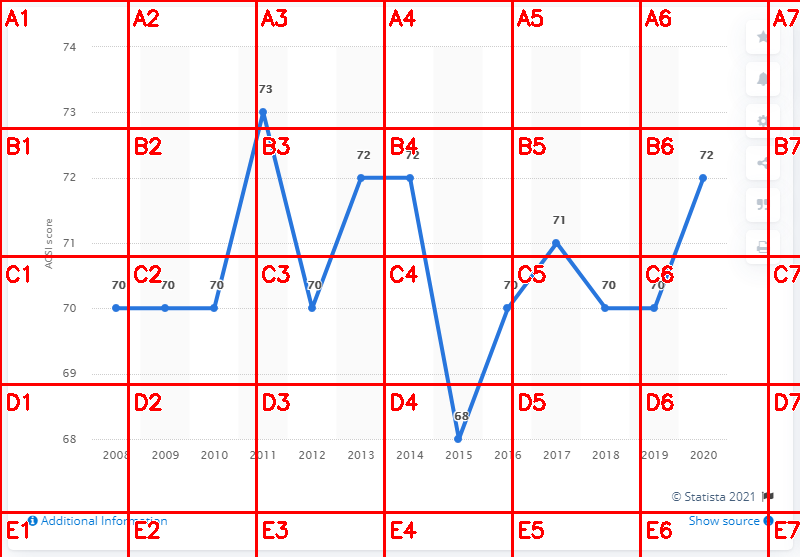 A1 A2 A3 A4 A5 A6 A7
74
73
73
B1 B2 B3 B4 B5 B6 B7
72 72 72
72
71
71
ACSI score
C1 C2 C3 C4 C5 C6 C7
70 70 70 70 70 70 70
70
69
D1 D2 D3 D4 D5 D6 D7
68
68
2008 2009 2010 2011 2012 2013 2014 2015 2016 2017 2018 2019 2020
© Statista 2021
Additional Information Show source
E1 E2 E3 E4 E5 E6 E7